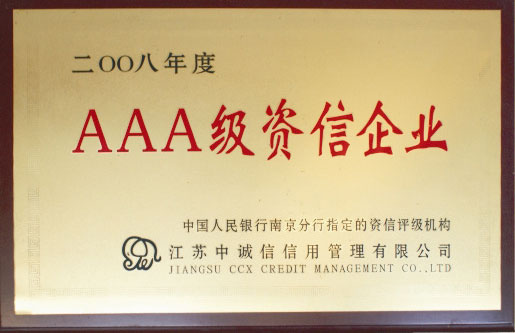 二〇〇八年度
AAA级资信企业
中国人民银行南京分行指定的资信评级机构
江苏中诚信信用管理有限公司
JIANGSU CCX CREDIT MANAGEMENT CO.,LTD